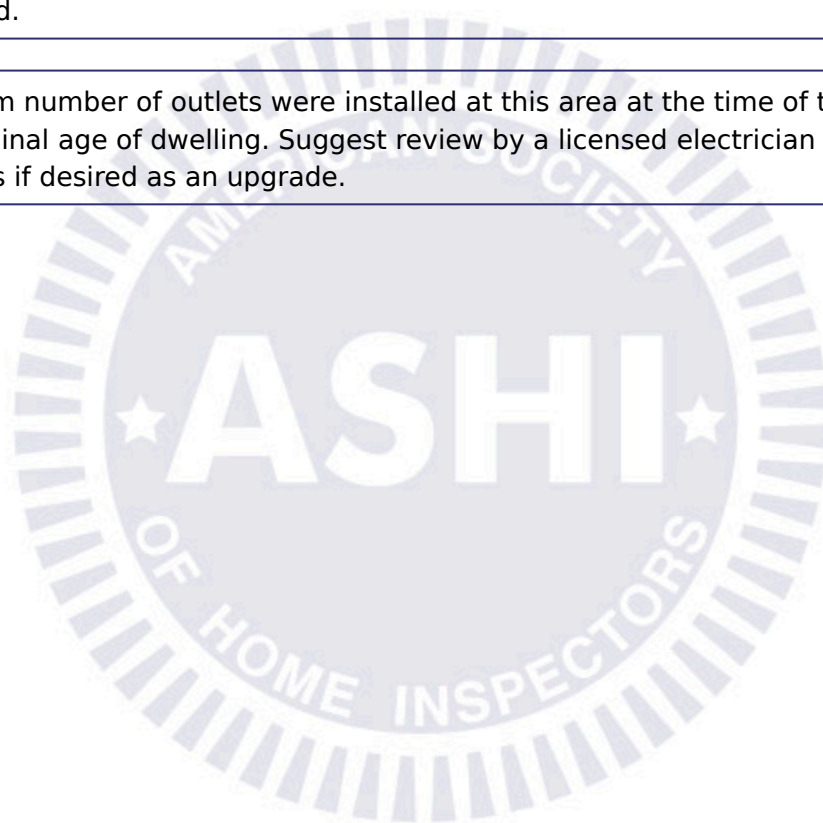 d.
m number of outlets were installed at this area at the time of t
inal age of dwelling. Suggest review by a licensed electrician
s if desired as an upgrade.
AMERICAN SOCIETY
ASHI
OF HOME INSPECTORS